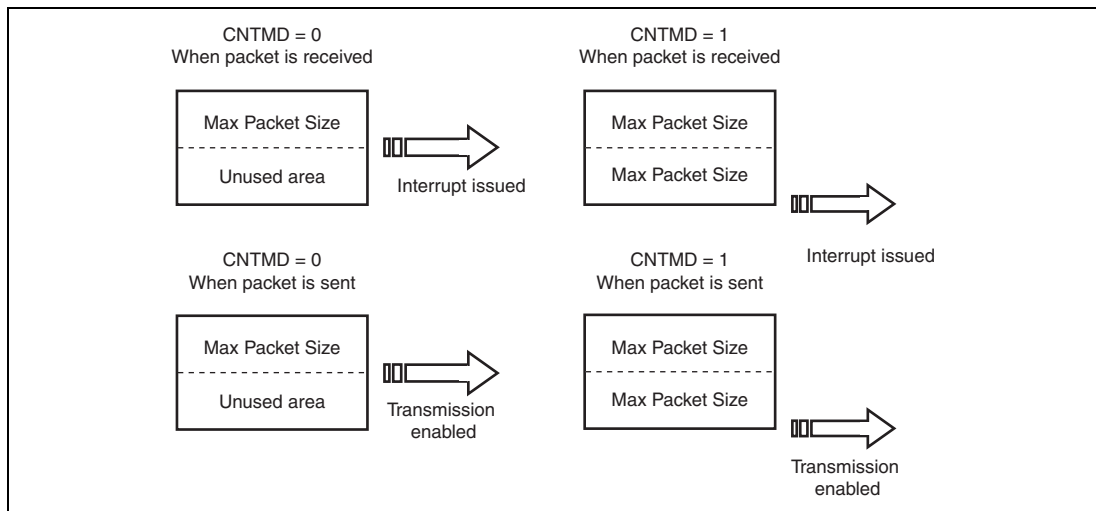 CNTMD = 0
When packet is received
Max Packet Size
Unused area
Interrupt issued
CNTMD = 1
When packet is received
Max Packet Size
Max Packet Size
Interrupt issued
CNTMD = 0
When packet is sent
Max Packet Size
Unused area
Transmission
enabled
CNTMD = 1
When packet is sent
Max Packet Size
Max Packet Size
Transmission
enabled